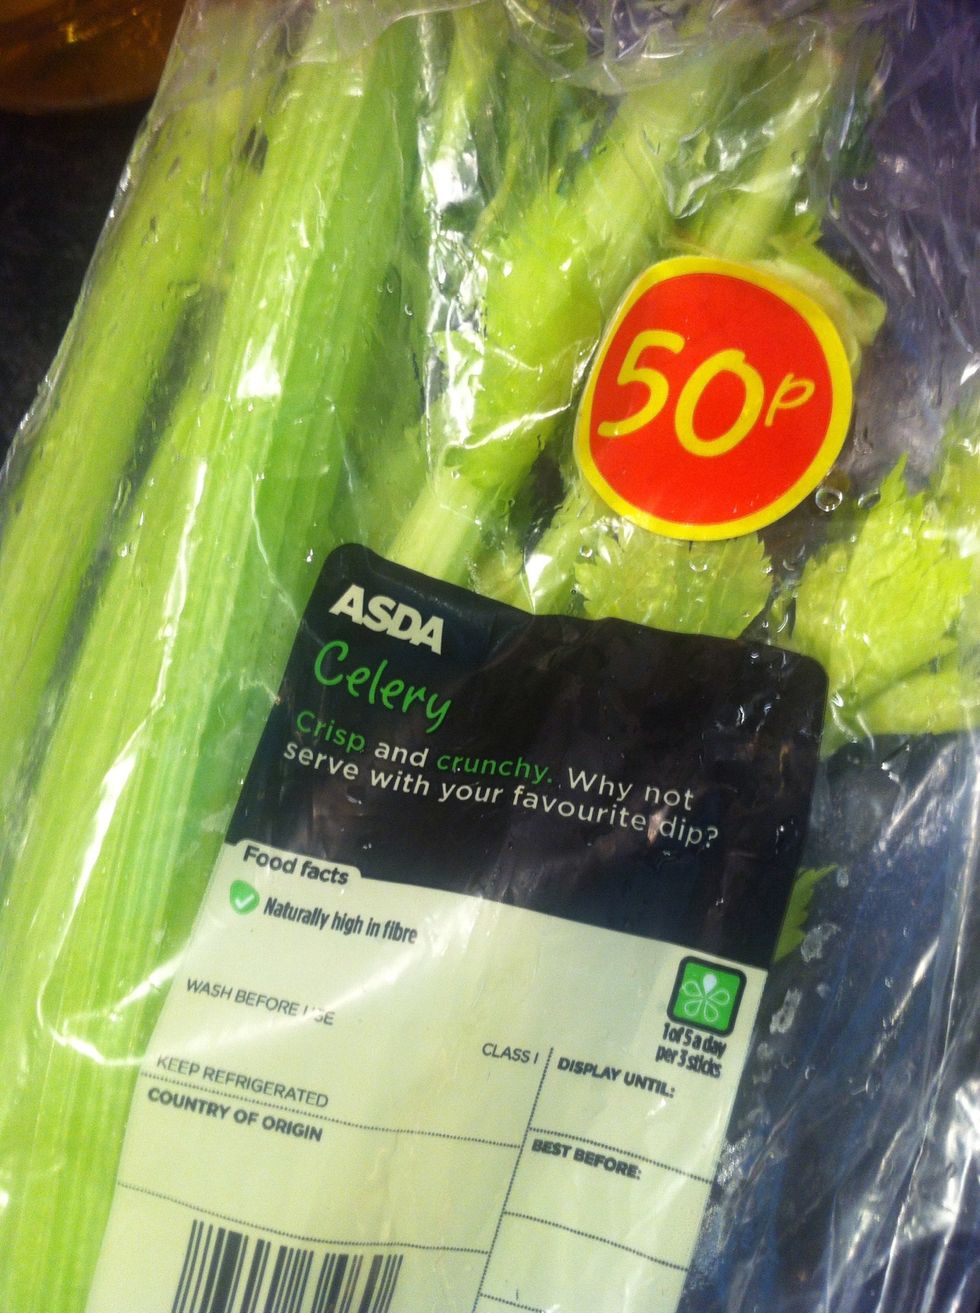 50p
ASDA
Celery
Crisp and crunchy. Why not
serve with your favourite dip?
Food facts
Naturally high in fibre
WASH BEFORE USE
1 of 5 a day
per 3 sticks
CLASS I
KEEP REFRIGERATED
DISPLAY UNTIL:
COUNTRY OF ORIGIN
BEST BEFORE: